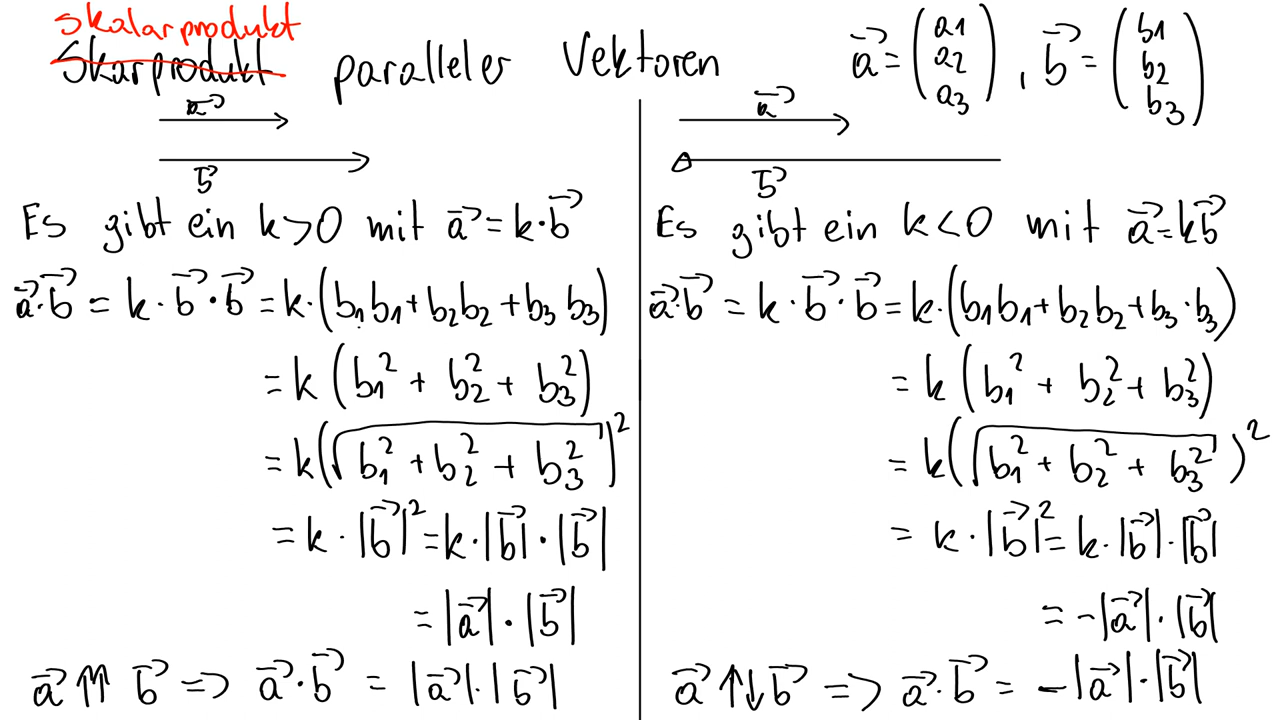 skalarprodukt
Skarprodukt paralleler Vektoren a⃗ = (a1 a2 a3) , b⃗ = (b1 b2 b3)
a⃗
b⃗
Es gibt ein k>0 mit a⃗ = k·b⃗
a⃗·b⃗ = k·b⃗·b⃗ = k·(b₁b₁+b₂b₂+b₃b₃)
= k (b₁² + b₂² + b₃²)
= k(√(b₁² + b₂² + b₃²))²
= k·|b⃗|² = k·|b⃗|·|b⃗|
= |a⃗|·|b⃗|
a⃗ ↑↑ b⃗ => a⃗·b⃗ = |a⃗|·|b⃗|
a⃗
b⃗
Es gibt ein k<0 mit a⃗=kb⃗
a⃗·b⃗ = k·b⃗·b⃗ = k·(b₁b₁+b₂b₂+b₃·b₃)
= k (b₁² + b₂² + b₃²)
= k(√(b₁² + b₂² + b₃²))²
= k·|b⃗|² = k·|b⃗|·|b⃗|
= -|a⃗|·|b⃗|
a⃗ ↑↓ b⃗ => a⃗·b⃗ = -|a⃗|·|b⃗|